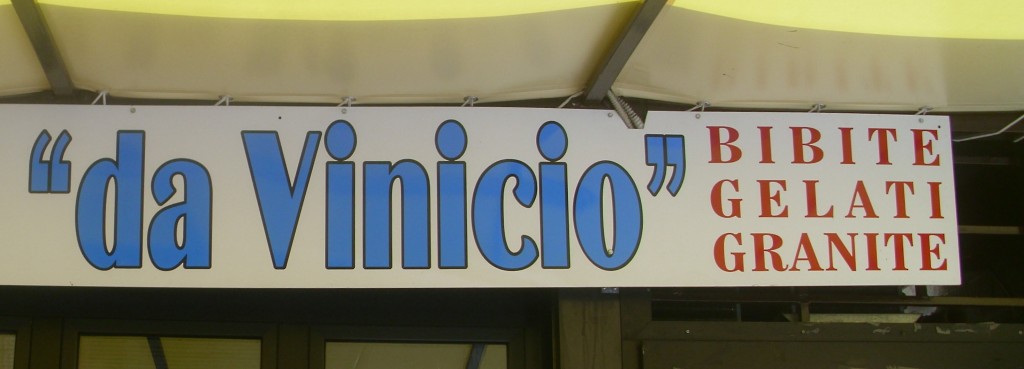 “da Vinicio”
BIBITE
GELATI
GRANITE